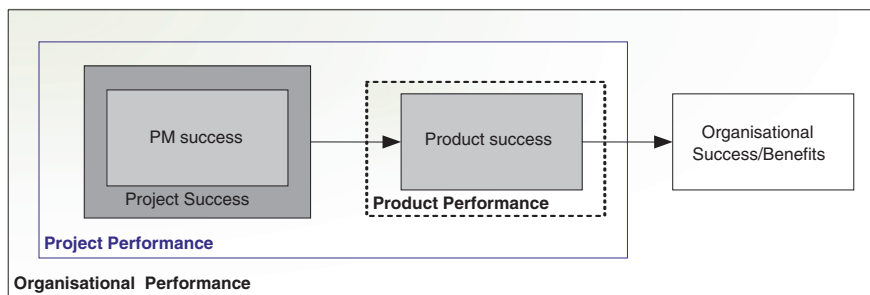 PM success
Project Success
Product success
Product Performance
Organisational
Success/Benefits
Project Performance
Organisational Performance